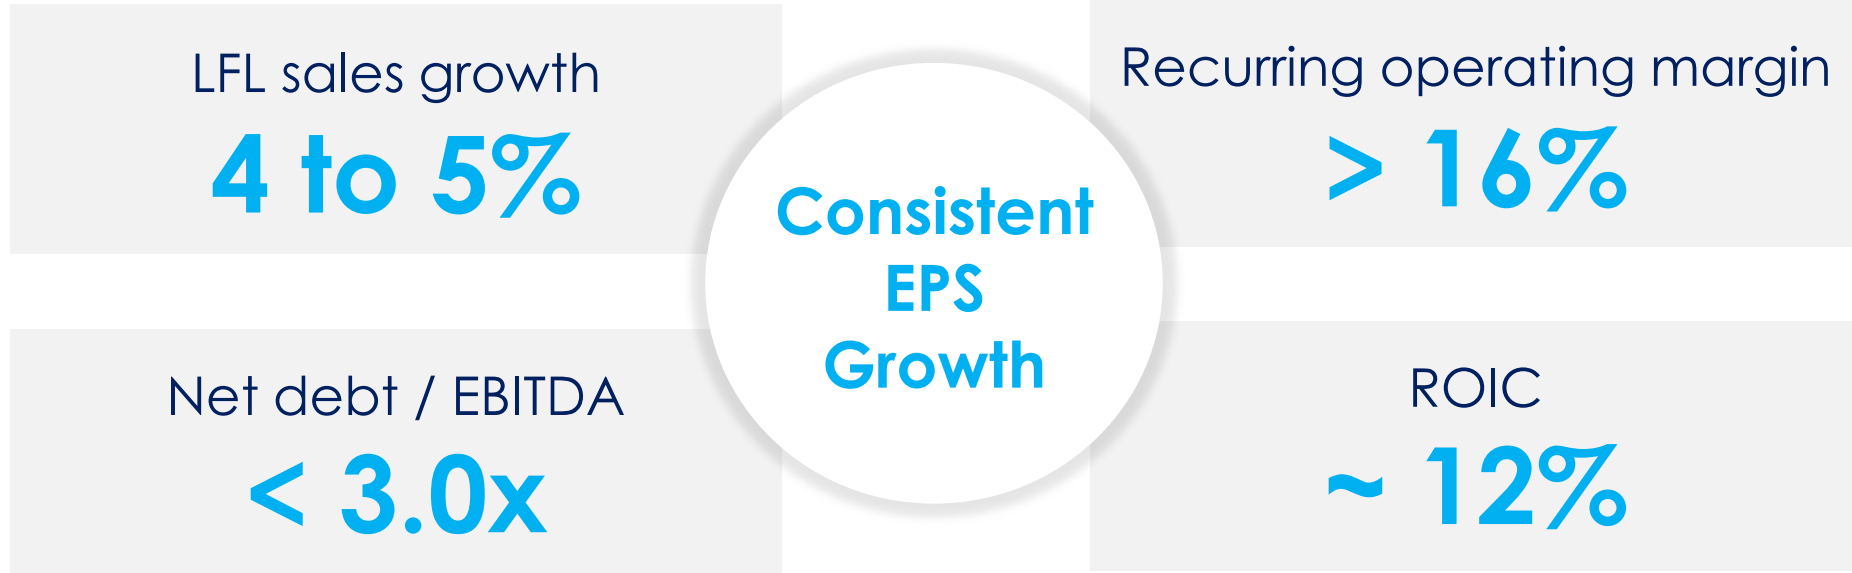 LFL sales growth
4 to 5%
Recurring operating margin
> 16%
Consistent
EPS
Growth
Net debt / EBITDA
< 3.0x
ROIC
~ 12%